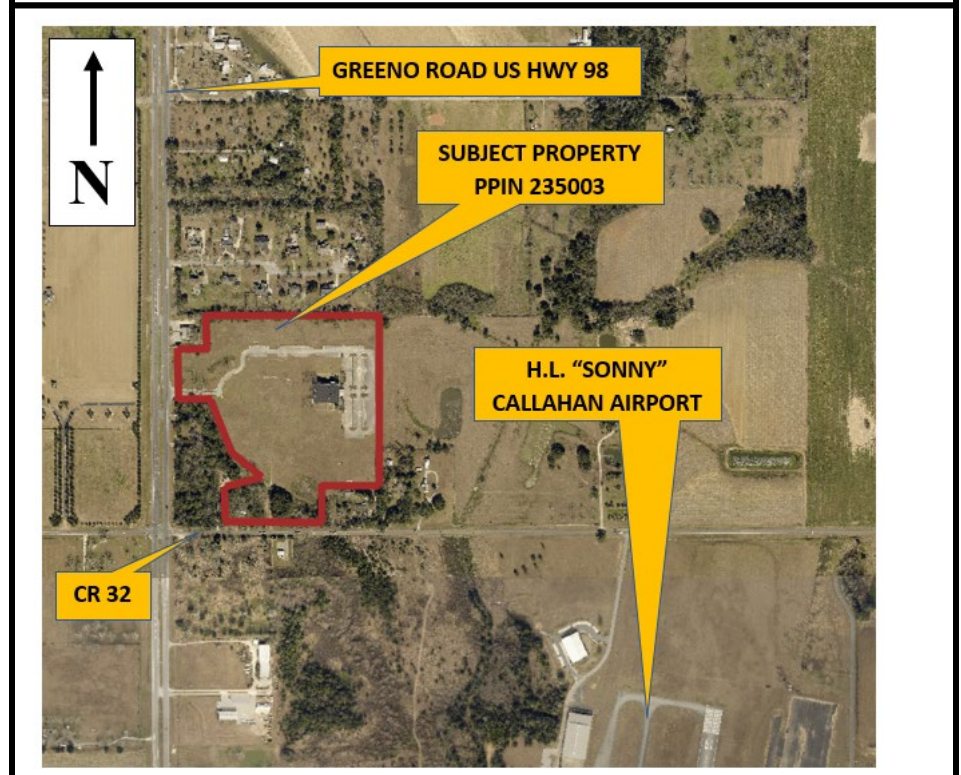 GREENO ROAD US HWY 98
SUBJECT PROPERTY
PPIN 235003
N
H.L. “SONNY”
CALLAHAN AIRPORT
CR 32